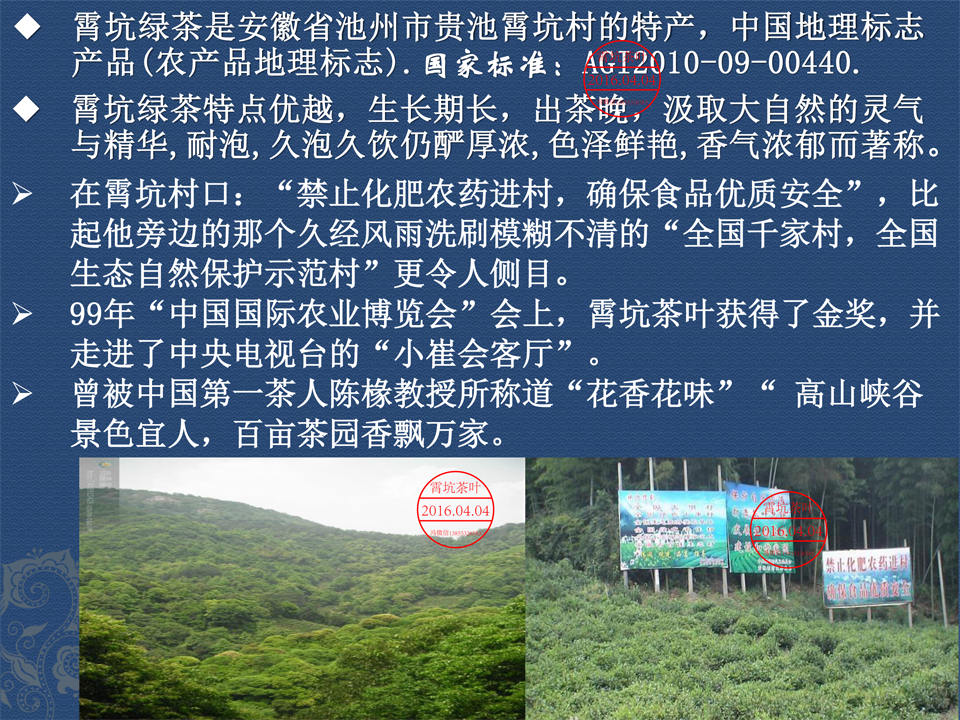 霄坑绿茶是安徽省池州市贵池霄坑村的特产，中国地理标志
产品(农产品地理标志).国家标准：AGI2010-09-00440.
霄坑绿茶特点优越，生长期长，出茶晚，汲取大自然的灵气
与精华,耐泡,久泡久饮仍酽厚浓,色泽鲜艳,香气浓郁而著称。
在霄坑村口：“禁止化肥农药进村，确保食品优质安全”，比
起他旁边的那个久经风雨洗刷模糊不清的“全国千家村，全国
生态自然保护示范村”更令人侧目。
99年“中国国际农业博览会”会上，霄坑茶叶获得了金奖，并
走进了中央电视台的“小崔会客厅”。
曾被中国第一茶人陈椽教授所称道“花香花味”“ 高山峡谷
景色宜人，百亩茶园香飘万家。
2016.04.04
霄坑茶叶
2016.04.04
霄坑
2016.04.04
禁止化肥农药进村
确保食品优质安全